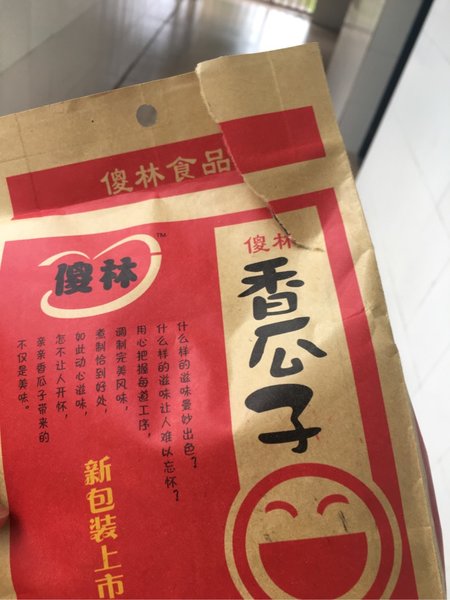 傻林食品
傻林
TM
傻林
香瓜子
什么样的滋味曼妙出色？
什么样的滋味让人难以忘怀？
用心把握每道工序，
调制完美风味，
煮制恰到好处，
如此动心滋味，
怎不让人开怀，
亲亲香瓜子带来的
不仅是美味。
新包装上市